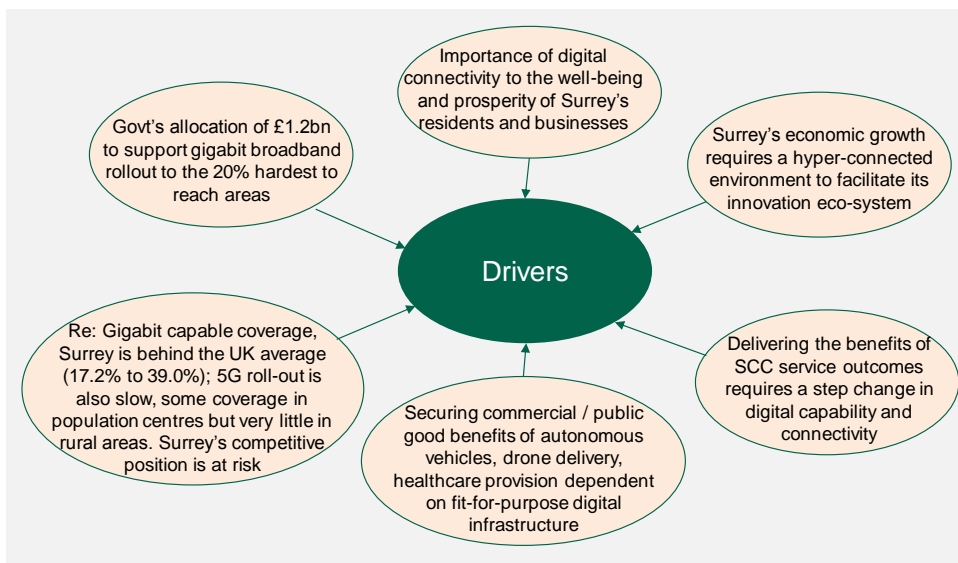 Importance of digital
connectivity to the well-being
and prosperity of Surrey's
residents and businesses
Govt's allocation of £1.2bn
to support gigabit broadband
rollout to the 20% hardest to
reach areas
Surrey's economic growth
requires a hyper-connected
environment to facilitate its
innovation eco-system
Drivers
Re: Gigabit capable coverage,
Surrey is behind the UK average
(17.2% to 39.0%); 5G roll-out is
also slow, some coverage in
population centres but very little in
rural areas. Surrey's competitive
position is at risk
Securing commercial / public
good benefits of autonomous
vehicles, drone delivery,
healthcare provision dependent
on fit-for-purpose digital
infrastructure
Delivering the benefits of
SCC service outcomes
requires a step change in
digital capability and
connectivity